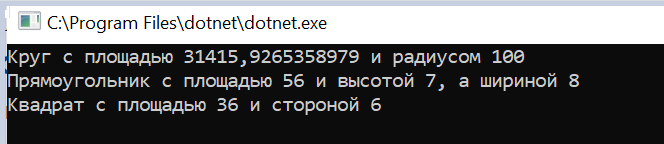 C:\Program Files\dotnet\dotnet.exe
Круг с площадью 31415,9265358979 и радиусом 100
Прямоугольник с площадью 56 и высотой 7, а шириной 8
Квадрат с площадью 36 и стороной 6